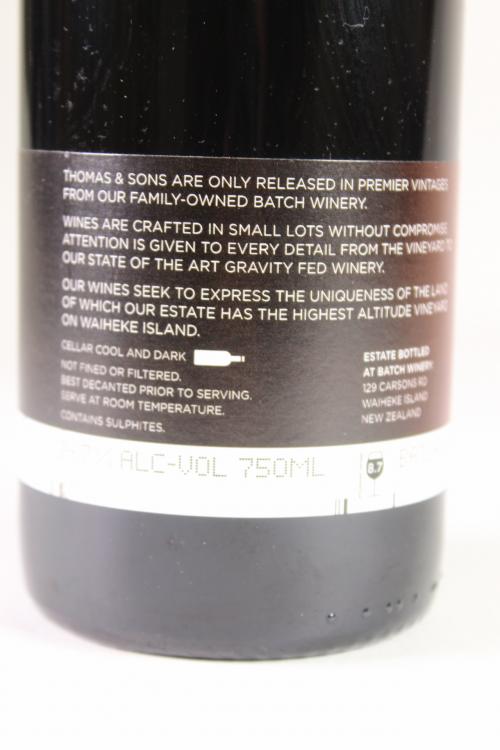 THOMAS & SONS ARE ONLY RELEASED IN PREMIER VINTAGES
FROM OUR FAMILY-OWNED BATCH WINERY.
WINES ARE CRAFTED IN SMALL LOTS WITHOUT COMPROMISE
ATTENTION IS GIVEN TO EVERY DETAIL FROM THE VINEYARD TO
OUR STATE OF THE ART GRAVITY FED WINERY.
OUR WINES SEEK TO EXPRESS THE UNIQUENESS OF THE LAND
OF WHICH OUR ESTATE HAS THE HIGHEST ALTITUDE VINEYARD
ON WAIHEKE ISLAND.
CELLAR COOL AND DARK
NOT FINED OR FILTERED.
BEST DECANTED PRIOR TO SERVING.
SERVE AT ROOM TEMPERATURE.
CONTAINS SULPHITES.
ESTATE BOTTLED
AT BATCH WINERY
129 CARSONS RD
WAIHEKE ISLAND
NEW ZEALAND
ALC-VOL 750ML
8.7